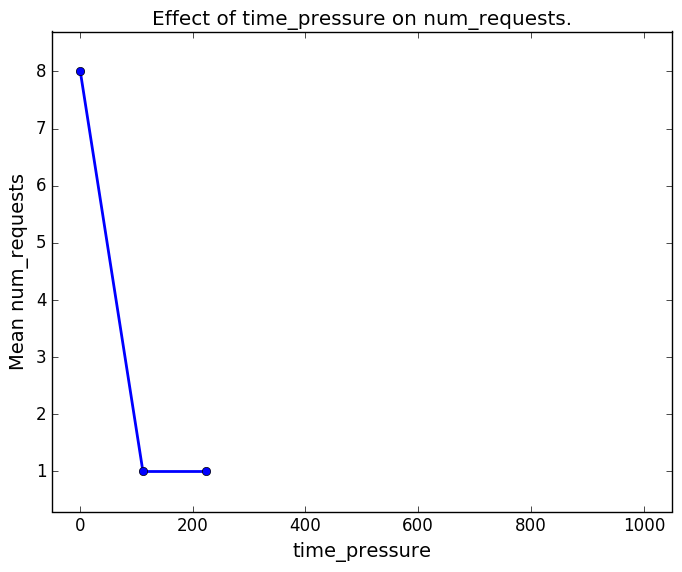 Effect of time_pressure on num_requests.
Mean num_requests
8
7
6
5
4
3
2
1
0 200 400 600 800 1000
time_pressure